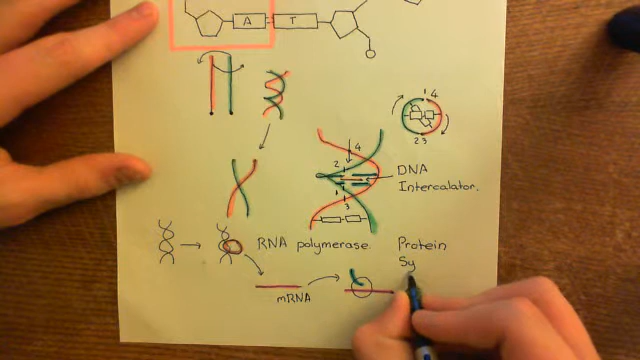 A T
1 4
2 3
4
2
1
3
DNA
Intercalator.
RNA polymerase
Protein
Sy
mRNA